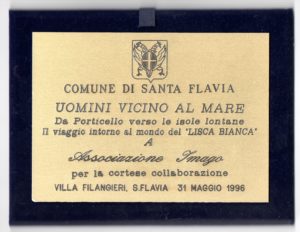 COMUNE DI SANTA FLAVIA
UOMINI VICINO AL MARE
Da Porticello verso le isole lontane
Il viaggio intorno al mondo del "LISCA BIANCA"
A
Associazione Imago
per la cortese collaborazione
VILLA FILANGIERI, S.FLAVIA 31 MAGGIO 1996